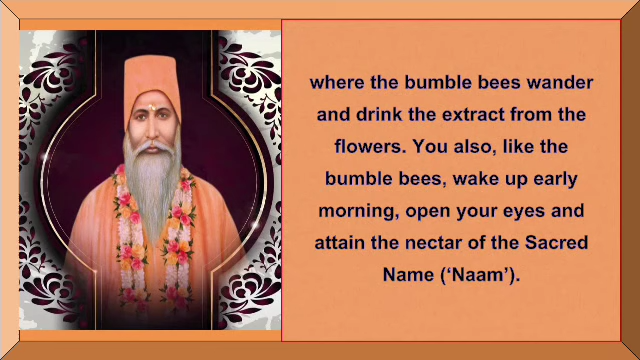 where the bumble bees wander
and drink the extract from the
flowers. You also, like the
bumble bees, wake up early
morning, open your eyes and
attain the nectar of the Sacred
Name (‘Naam’).